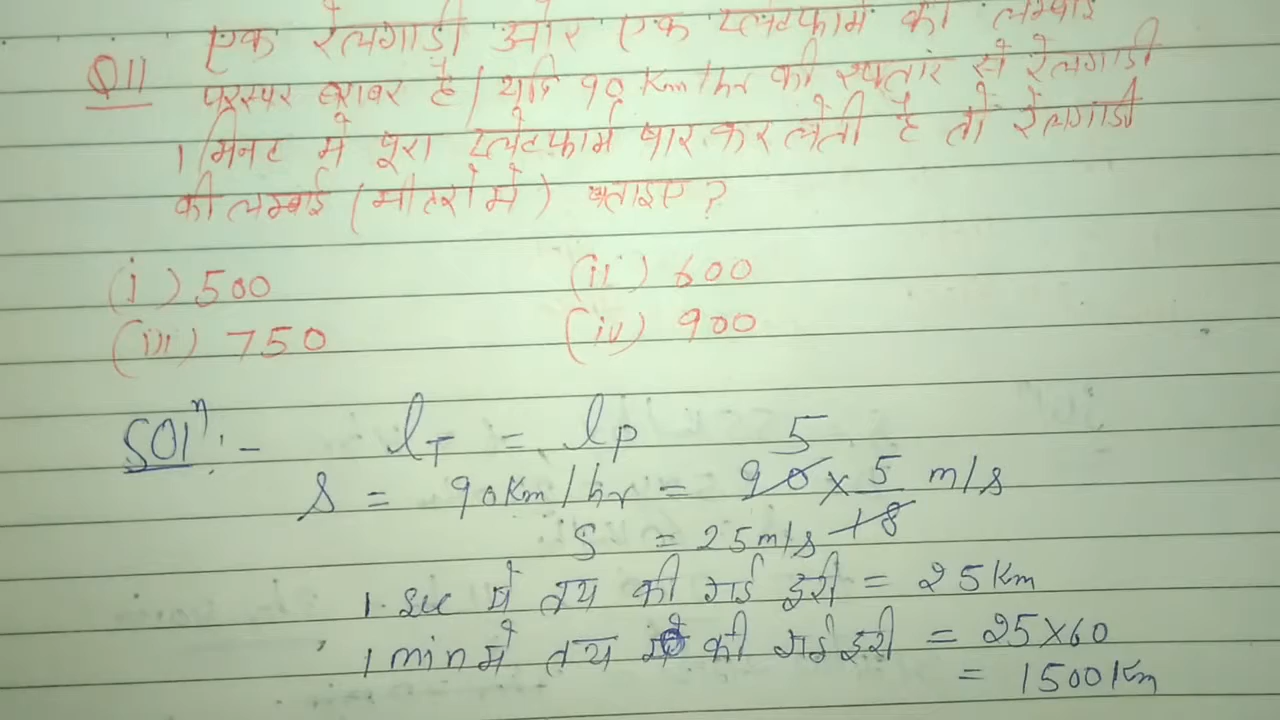 एक रेलगाडी और एक प्लेटफार्म की लम्बाई
Q11 परस्पर बराबर है / यदि 90 Km/hr की रफ्तार से रेलगाडी
1 मिनट में पूरा प्लेटफार्म पार कर लेती है तो रेलगाडी
की लम्बाई (मीटरों में) बताइए ?
(i) 500 (ii) 600
(iii) 750 (iv) 900
SOlⁿ:- l_T = l_P 5
S = 90Km/hr = 90 × 5/18 m/s
S = 25m/s
1. sec में तय की गई दूरी = 25Km
1 min में तय की गई दूरी = 25×60
= 1500Km